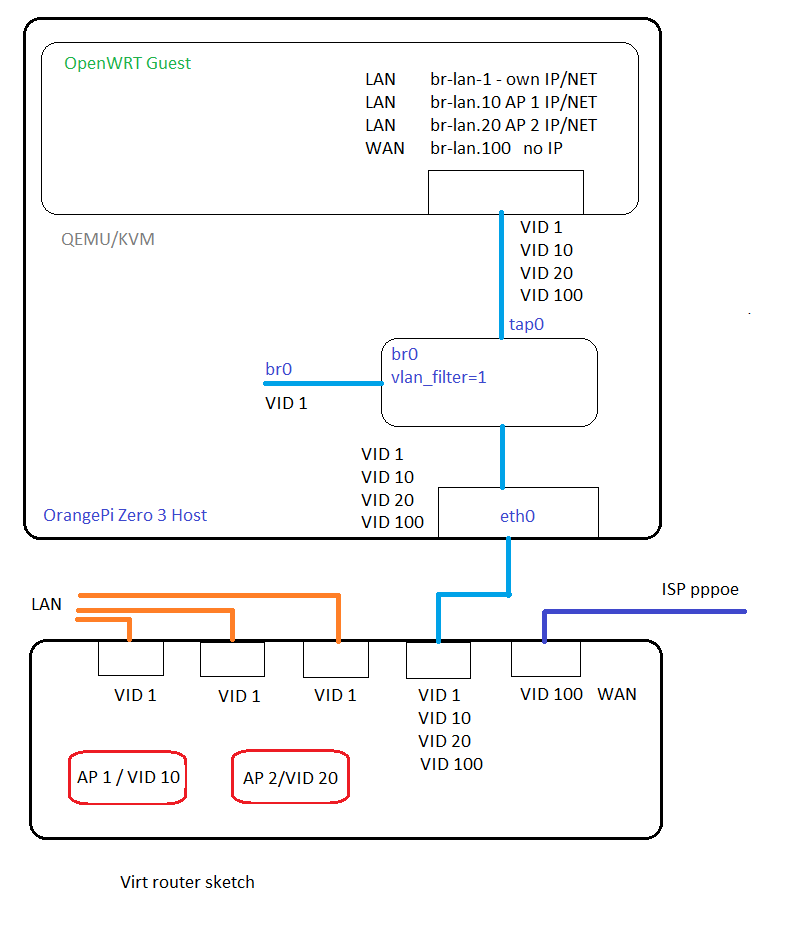 OpenWRT Guest
LAN br-lan-1 - own IP/NET
LAN br-lan.10 AP 1 IP/NET
LAN br-lan.20 AP 2 IP/NET
WAN br-lan.100 no IP
QEMU/KVM
VID 1
VID 10
VID 20
VID 100
tap0
br0
vlan_filter=1
br0
VID 1
VID 1
VID 10
VID 20
VID 100
OrangePi Zero 3 Host
eth0
ISP pppoe
LAN
VID 1
VID 1
VID 1
VID 1
VID 10
VID 20
VID 100
VID 100 WAN
AP 1 / VID 10
AP 2/VID 20
Virt router sketch